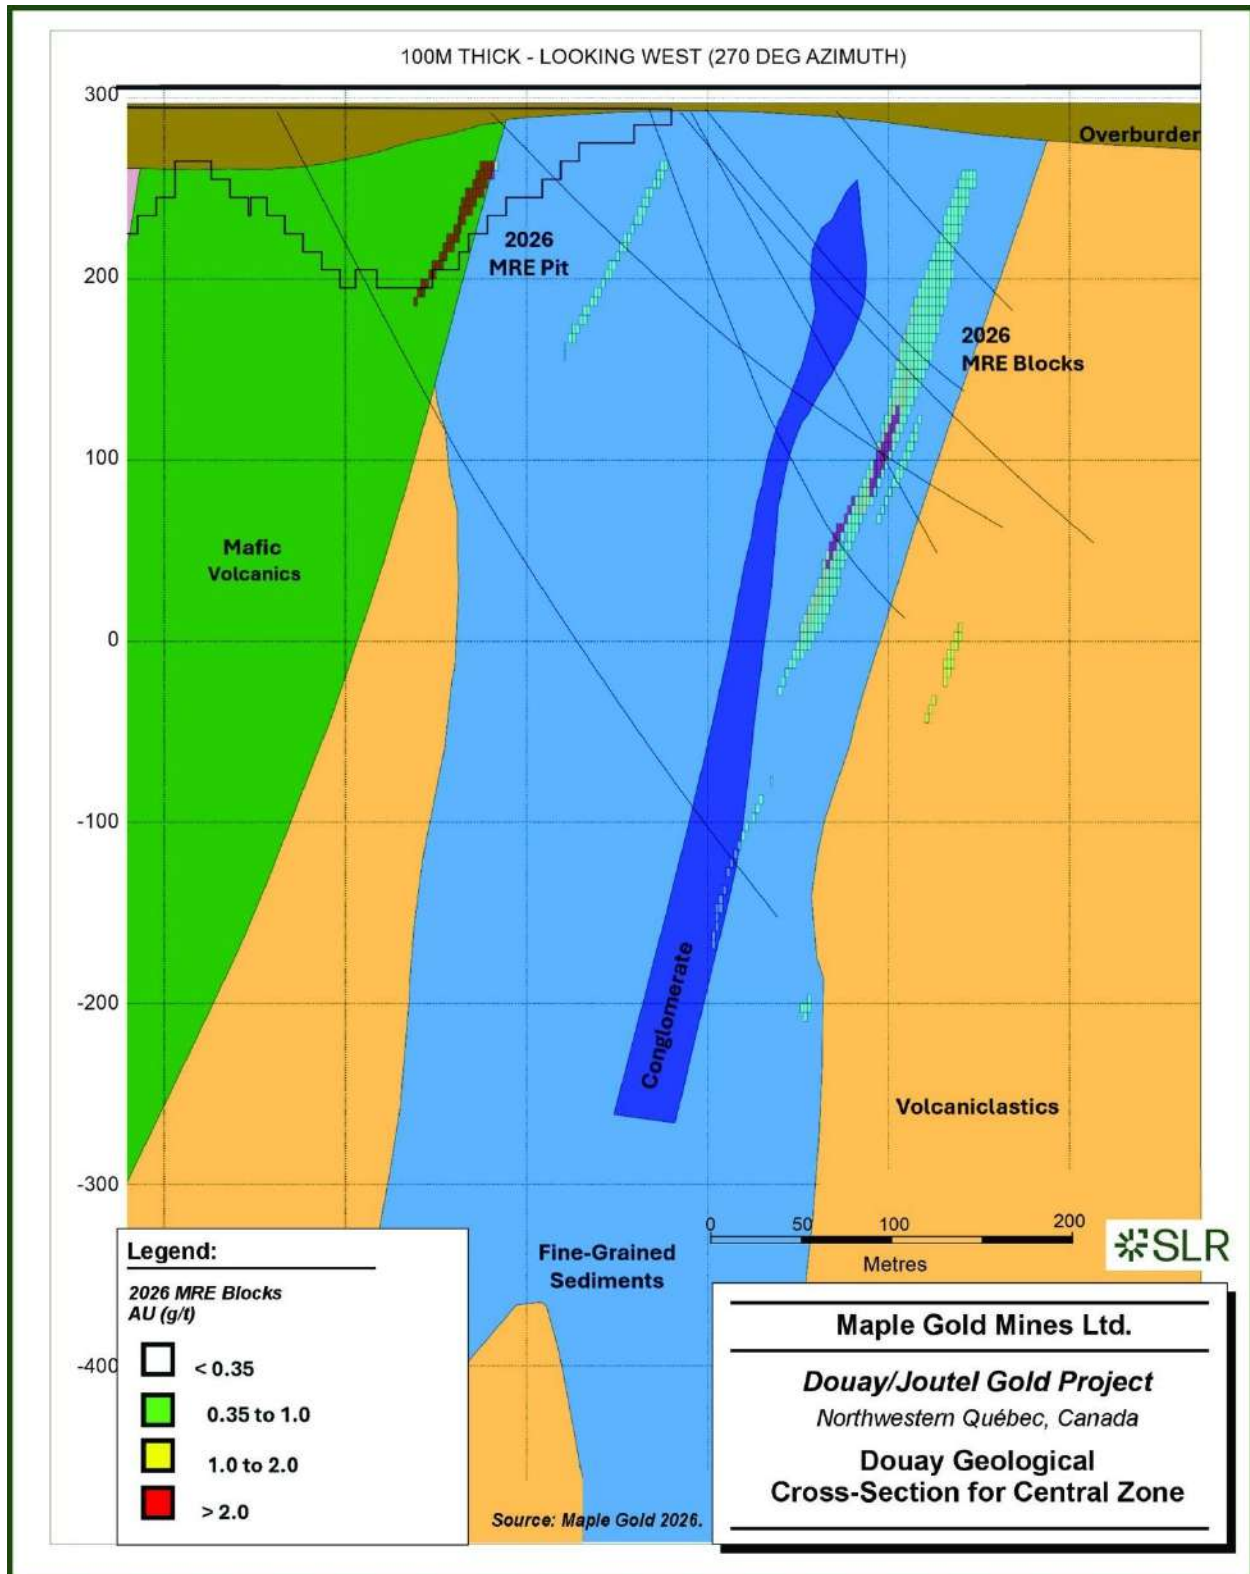 100M THICK - LOOKING WEST (270 DEG AZIMUTH)
300
Overburder
2026
MRE Pit
200
2026
MRE Blocks
100
Mafic
Volcanics
0
-100
Conglomerate
-200
Volcaniclastics
-300
0 50 100 200
Metres
SLR
Fine-Grained
Sediments
-400
Legend:
2026 MRE Blocks
AU (g/t)
< 0.35
0.35 to 1.0
1.0 to 2.0
> 2.0
Source: Maple Gold 2026.
Maple Gold Mines Ltd.
Douay/Joutel Gold Project
Northwestern Québec, Canada
Douay Geological
Cross-Section for Central Zone